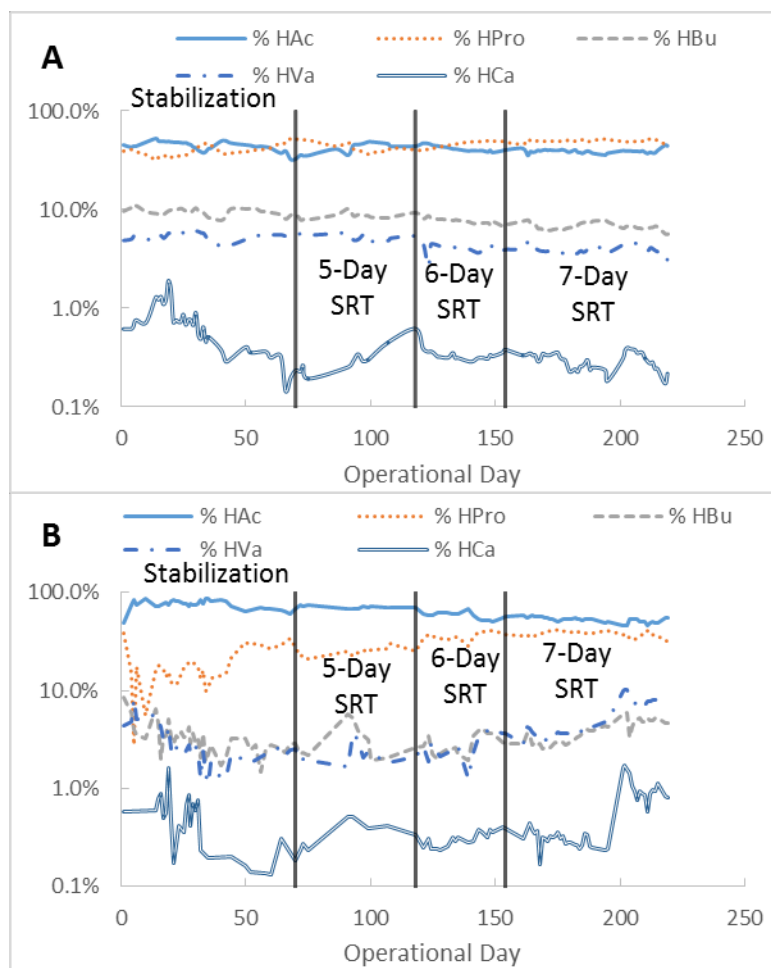 A
% HAc % HPro % HBu
% HVa % HCa
Stabilization
100.0%
10.0%
1.0%
0.1%
5-Day
SRT
6-Day
SRT
7-Day
SRT
0 50 100 150 200 250
Operational Day
B
% HAc % HPro % HBu
% HVa % HCa
Stabilization
100.0%
10.0%
1.0%
0.1%
5-Day
SRT
6-Day
SRT
7-Day
SRT
0 50 100 150 200 250
Operational Day